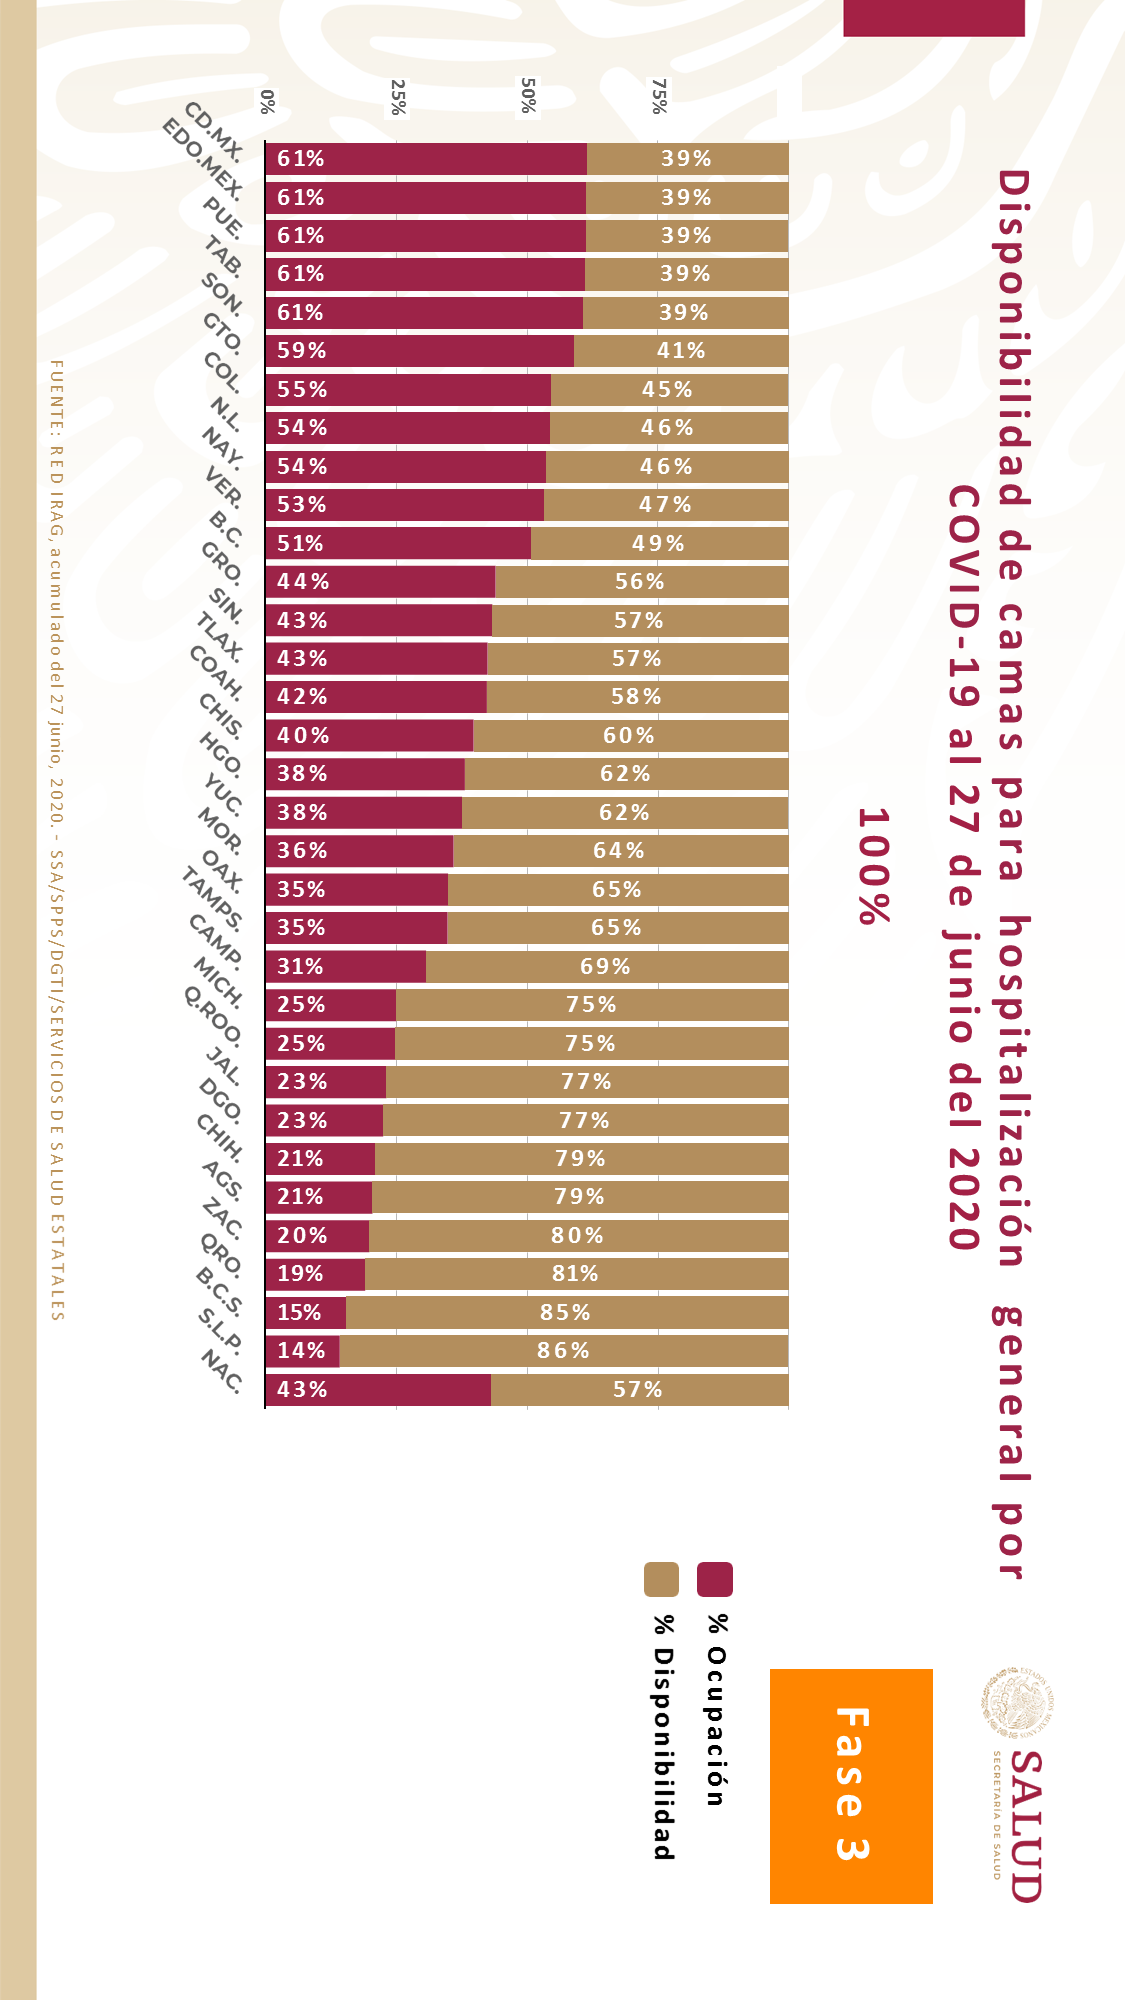 Disponibilidad de camas para hospitalización general por
COVID-19 al 27 de junio del 2020
100%
SALUD
SECRETARÍA DE SALUD
ESTADOS UNIDOS MEXICANOS
Fase 3
% Ocupación
% Disponibilidad
75%
50%
25%
0%
CD.MX. 61% 39%
EDO.MEX. 61% 39%
PUE. 61% 39%
TAB. 61% 39%
SON. 61% 39%
GTO. 59% 41%
COL. 55% 45%
N.L. 54% 46%
NAY. 54% 46%
VER. 53% 47%
B.C. 51% 49%
GRO. 44% 56%
SIN. 43% 57%
TLAX. 43% 57%
COAH. 42% 58%
CHIS. 40% 60%
HGO. 38% 62%
YUC. 38% 62%
MOR. 36% 64%
OAX. 35% 65%
TAMPS. 35% 65%
CAMP. 31% 69%
MICH. 25% 75%
Q.ROO. 25% 75%
JAL. 23% 77%
DGO. 23% 77%
CHIH. 21% 79%
AGS. 21% 79%
ZAC. 20% 80%
QRO. 19% 81%
B.C.S. 15% 85%
S.L.P. 14% 86%
NAC. 43% 57%
FUENTE: RED IRAG, acumulado del 27 junio, 2020. - SSA/SPPS/DGTI/SERVICIOS DE SALUD ESTATALES